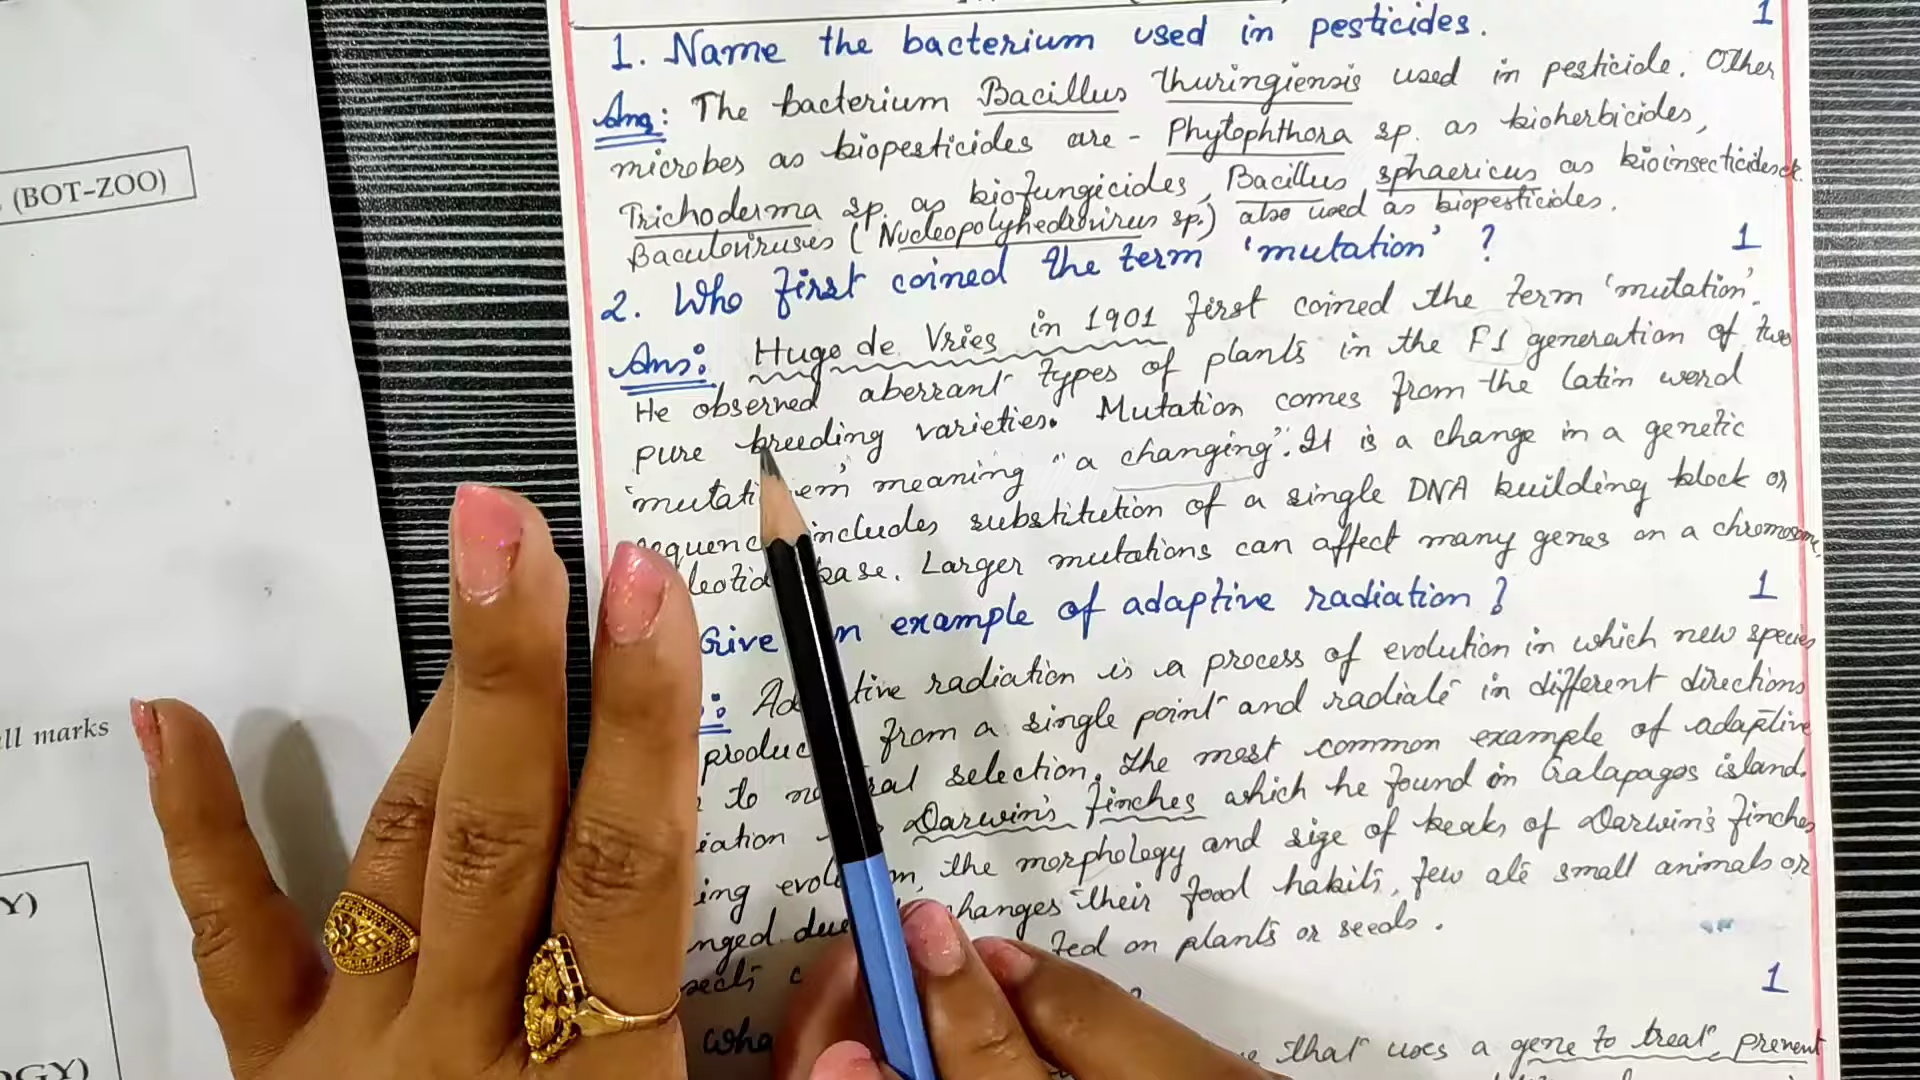 (BOT-ZOO)
ll marks
Y)
OGY)
1. Name the bacterium used in pesticides. 1
Ans: The bacterium Bacillus thuringiensis used in pesticide. Other
microbes as biopesticides are - Phytophthora sp. as bioherbicides,
Trichoderma sp. as biofungicides, Bacillus sphaericus as bioinsecticides etc.
Baculoviruses (Nucleopolyhedrovirus sp.) also used as biopesticides.
2. Who first coined the term 'mutation' ? 1
Ans: Hugo de Vries in 1901 first coined the term 'mutation'.
He observed aberrant types of plants in the F1 generation of two
pure breeding varieties. Mutation comes from the latin word
meaning "a changing". It is a change in a genetic
includes substitution of a single DNA building block or
base. Larger mutations can affect many genes on a chromosome.
Give example of adaptive radiation ? 1
radiation is a process of evolution in which new species
from a single point and radiate in different directions
to selection. The most common example of adaptive
Darwin's finches which he found in Galapagos island.
the morphology and size of beaks of Darwin's finches
due changes their food habits, few ate small animals or
fed on plants or seeds.
1
that uses a gene to treat, prevent